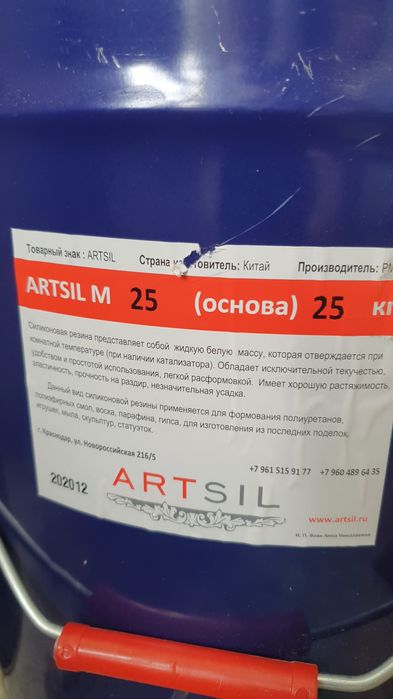 Товарный знак : ARTSIL Страна Китай Производитель:
ARTSIL M 25 (основа) 25 кг
Силиконовая резина представляет собой жидкую белую массу, которая отверждается при
комнатной температуре (при наличии катализатора). Обладает исключительной текучестью,
удобством и простотой использования, легкой расформовкой. Имеет хорошую растяжимость,
эластичность, прочность на раздир, незначительная усадка.
Данный вид силиконовой резины применяется для формования полиуретанов,
полиэфирных смол, воска, парафина, гипса, для изготовления из последних поделок,
игрушек, мыла, скульптур, статуэток.
г. Краснодар, ул. Новороссийская 216/5
+7 961 515 91 77 +7 960 489 64 35
202012
ARTSIL
www.artsil.ru
И. П. Анна Николаевна